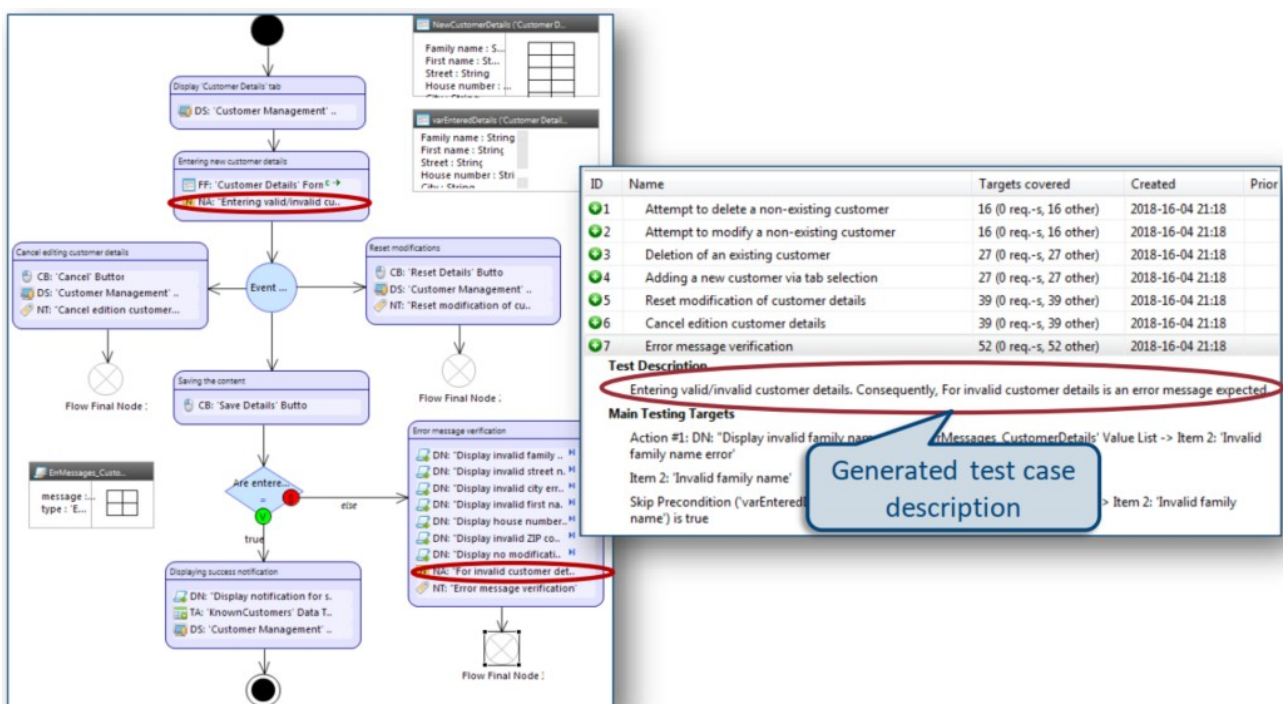 NewCustomerDetails ('Customer D...
Family name : S...
First name : St...
Street : String
House number : ...
City : String
Display 'Customer Details' tab
DS: 'Customer Management' ..
varEnteredDetails ('Customer Detail...
Family name : String
First name : String
Street : String
House number : Stri
City : String
Entering new customer details
FF: 'Customer Details' Form
NA: "Entering valid/invalid cu..
Cancel editing customer details
CB: 'Cancel' Buttor
DS: 'Customer Management' ..
NT: "Cancel edition customer...
Event ...
Reset modifications
CB: 'Reset Details' Butto
DS: 'Customer Management' ..
NT: "Reset modification of cu..
Flow Final Node :
Flow Final Node :
Saving the content
CB: 'Save Details' Butto
ErrMessages_Custo...
message :...
type : 'E...
Are entere...
=
V
true
else
Error message verification
DN: "Display invalid family ..
DN: "Display invalid street n.
DN: "Display invalid city err..
DN: "Display invalid first na.
DN: "Display house number..
DN: "Display invalid ZIP co..
DN: "Display no modificati..
NA: "For invalid customer det..
NT: "Error message verification"
Flow Final Node :
Displaying success notification
DN: "Display notification for s.
TA: 'KnownCustomers' Data T..
DS: 'Customer Management' ..
ID Name Targets covered Created Prior
1 Attempt to delete a non-existing customer 16 (0 req.-s, 16 other) 2018-16-04 21:18
2 Attempt to modify a non-existing customer 16 (0 req.-s, 16 other) 2018-16-04 21:18
3 Deletion of an existing customer 27 (0 req.-s, 27 other) 2018-16-04 21:18
4 Adding a new customer via tab selection 27 (0 req.-s, 27 other) 2018-16-04 21:18
5 Reset modification of customer details 39 (0 req.-s, 39 other) 2018-16-04 21:18
6 Cancel edition customer details 39 (0 req.-s, 39 other) 2018-16-04 21:18
7 Error message verification 52 (0 req.-s, 52 other) 2018-16-04 21:18
Test Description
Entering valid/invalid customer details. Consequently, For invalid customer details is an error message expected
Main Testing Targets
Action #1: DN: "Display invalid family name rrMessages_CustomerDetails' Value List -> Item 2: 'Invalid
family name error'
Item 2: 'Invalid family name'
Skip Precondition ('varEnteredD > Item 2: 'Invalid family
name') is true
Generated test case
description